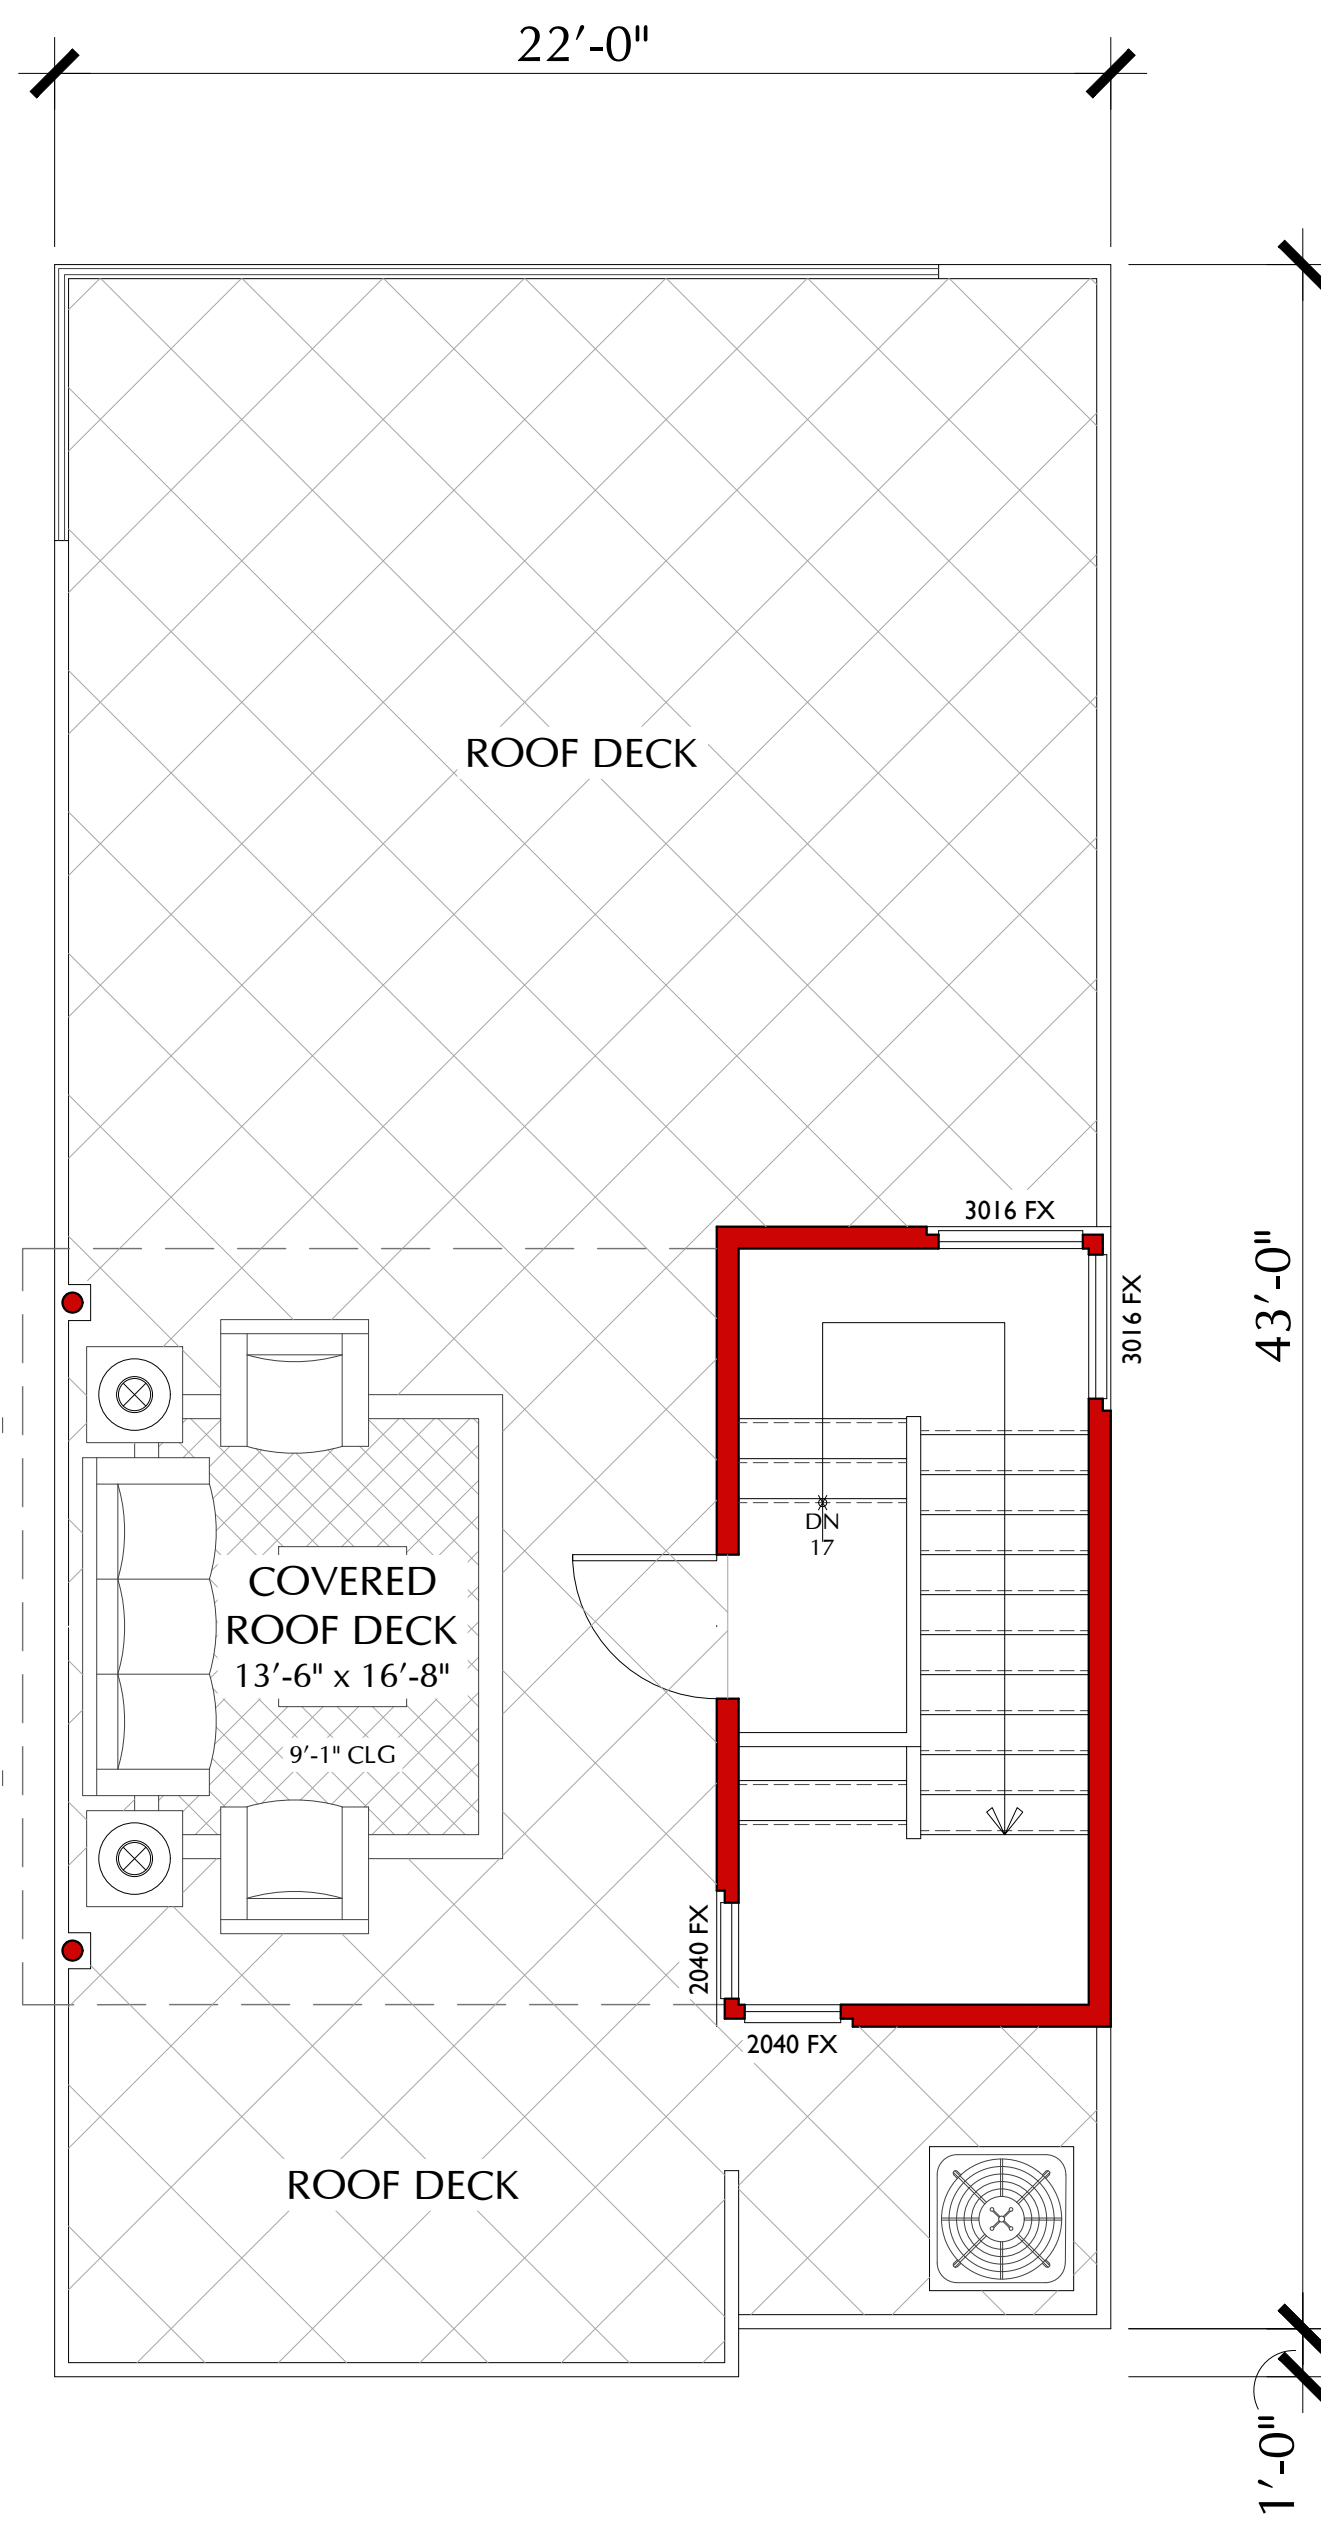 22'-0"
ROOF DECK
3016 FX
3016 FX
43'-0"
DN
17
COVERED
ROOF DECK
13'-6" x 16'-8"
9'-1" CLG
2040 FX
2040 FX
ROOF DECK
1'-0"